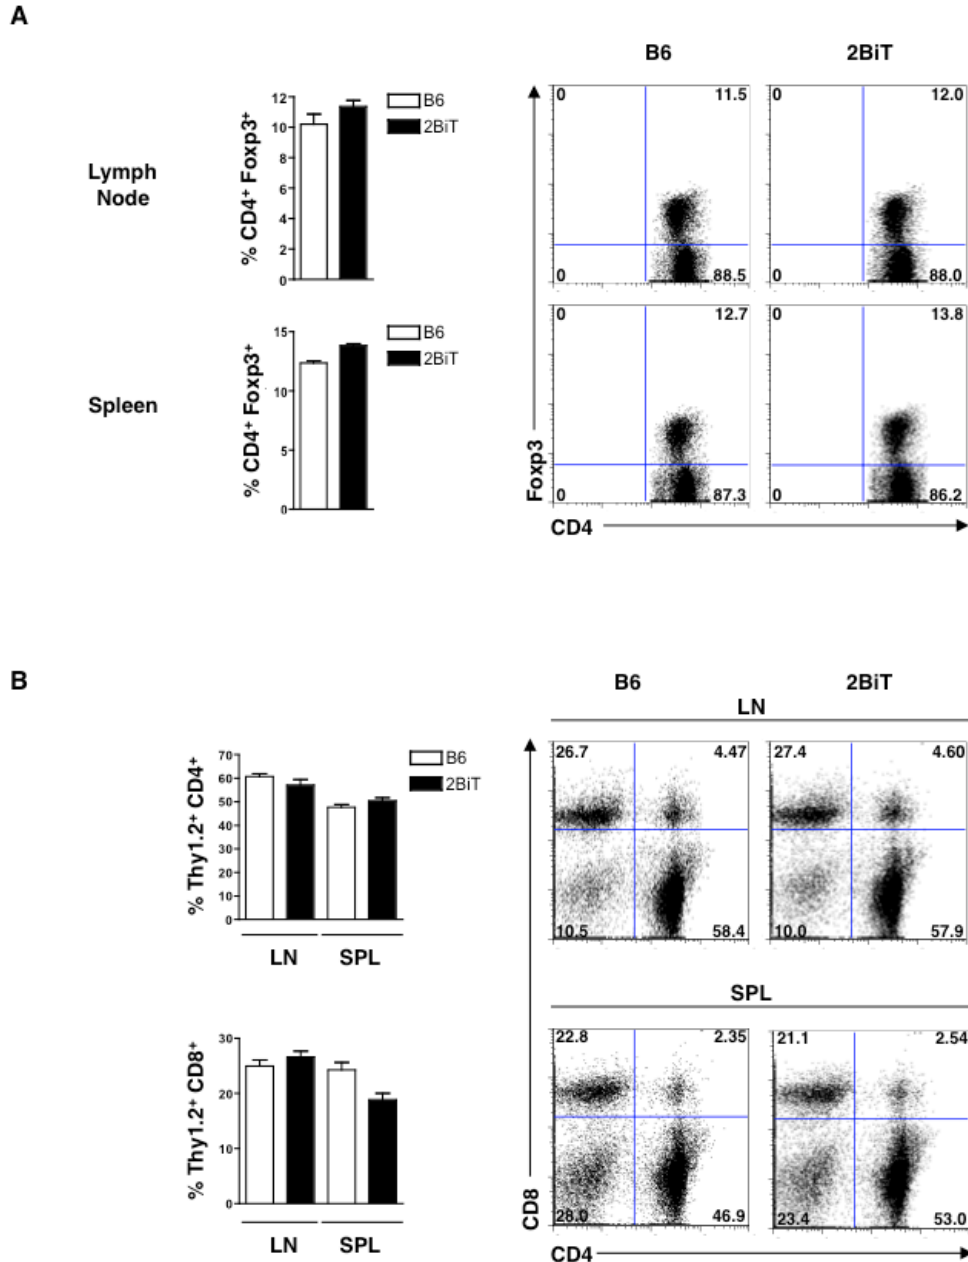 A
B6 2BiT
Lymph
Node
% CD4+ Foxp3+
12
10
8
6
4
2
0
B6
2BiT
0 11.5
0 88.5
0 12.0
0 88.0
Spleen
% CD4+ Foxp3+
15
10
5
0
B6
2BiT
0 12.7
0 87.3
0 13.8
0 86.2
Foxp3
CD4
B
B6 2BiT
LN
% Thy1.2+ CD4+
70
60
50
40
30
20
10
0
LN SPL
B6
2BiT
26.7 4.47
10.5 58.4
27.4 4.60
10.0 57.9
SPL
% Thy1.2+ CD8+
30
20
10
0
LN SPL
22.8 2.35
28.0 46.9
21.1 2.54
23.4 53.0
CD8
CD4